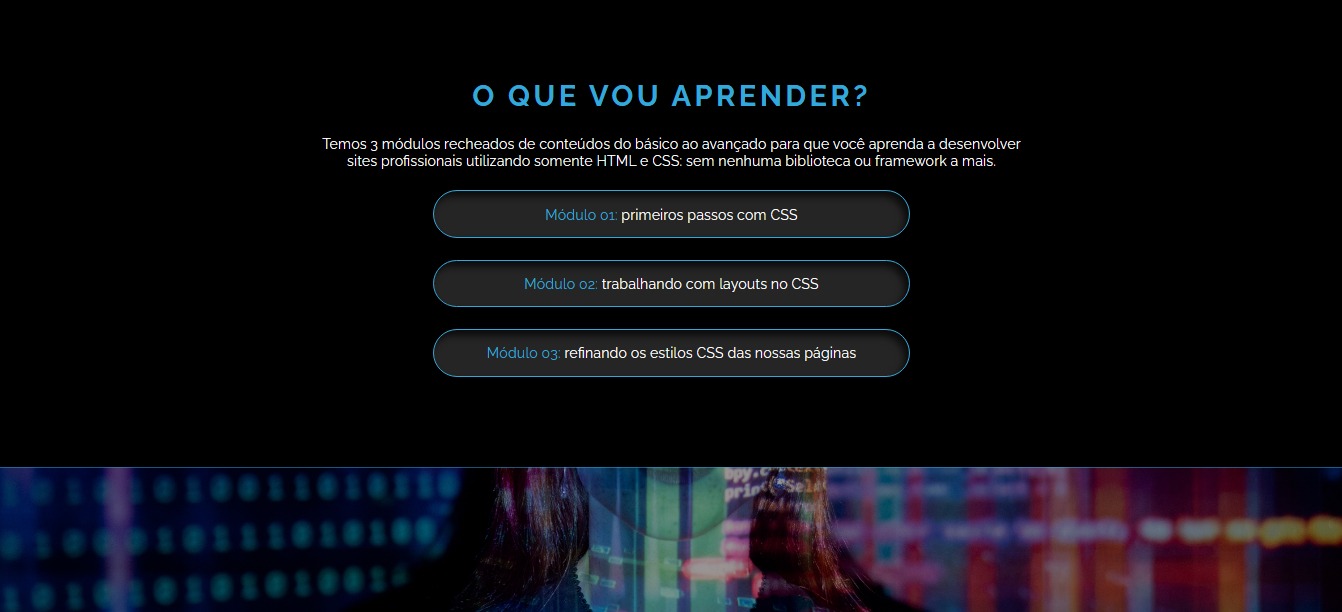 O QUE VOU APRENDER?
Temos 3 módulos recheados de conteúdos do básico ao avançado para que você aprenda a desenvolver
sites profissionais utilizando somente HTML e CSS: sem nenhuma biblioteca ou framework a mais.
Módulo 01: primeiros passos com CSS
Módulo 02: trabalhando com layouts no CSS
Módulo 03: refinando os estilos CSS das nossas páginas